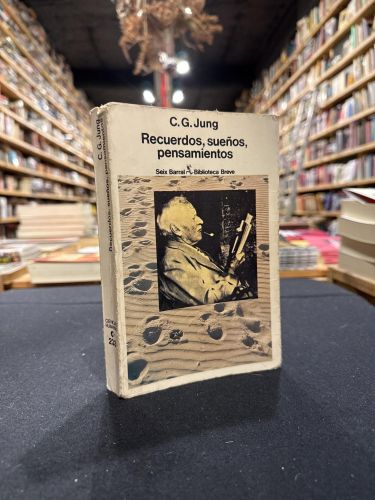 C. G. Jung
Recuerdos, sueños,
pensamientos
Seix Barral Biblioteca Breve
C. G. Jung
Recuerdos, sueños, pensamientos